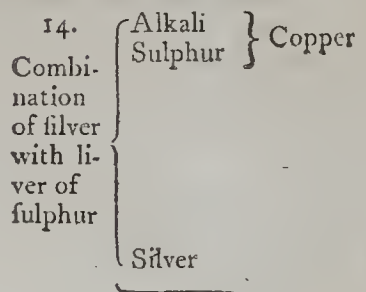 14.
Combi-
nation
of ſilver
with li-
ver of
ſulphur
Alkali
Sulphur
Copper
Silver